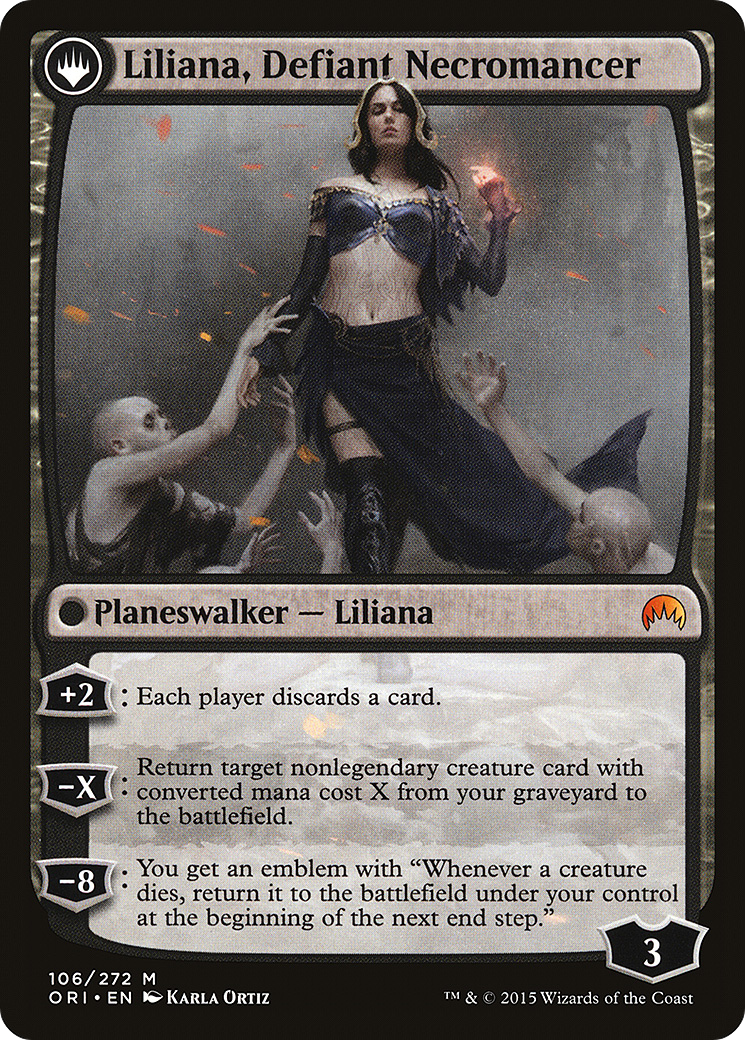 Liliana, Defiant Necromancer
Planeswalker — Liliana
+2 : Each player discards a card.
−X : Return target nonlegendary creature card with
converted mana cost X from your graveyard to
the battlefield.
−8 : You get an emblem with “Whenever a creature
dies, return it to the battlefield under your control
at the beginning of the next end step.”
3
106/272 M
ORI • EN Karla Ortiz
™ & © 2015 Wizards of the Coast